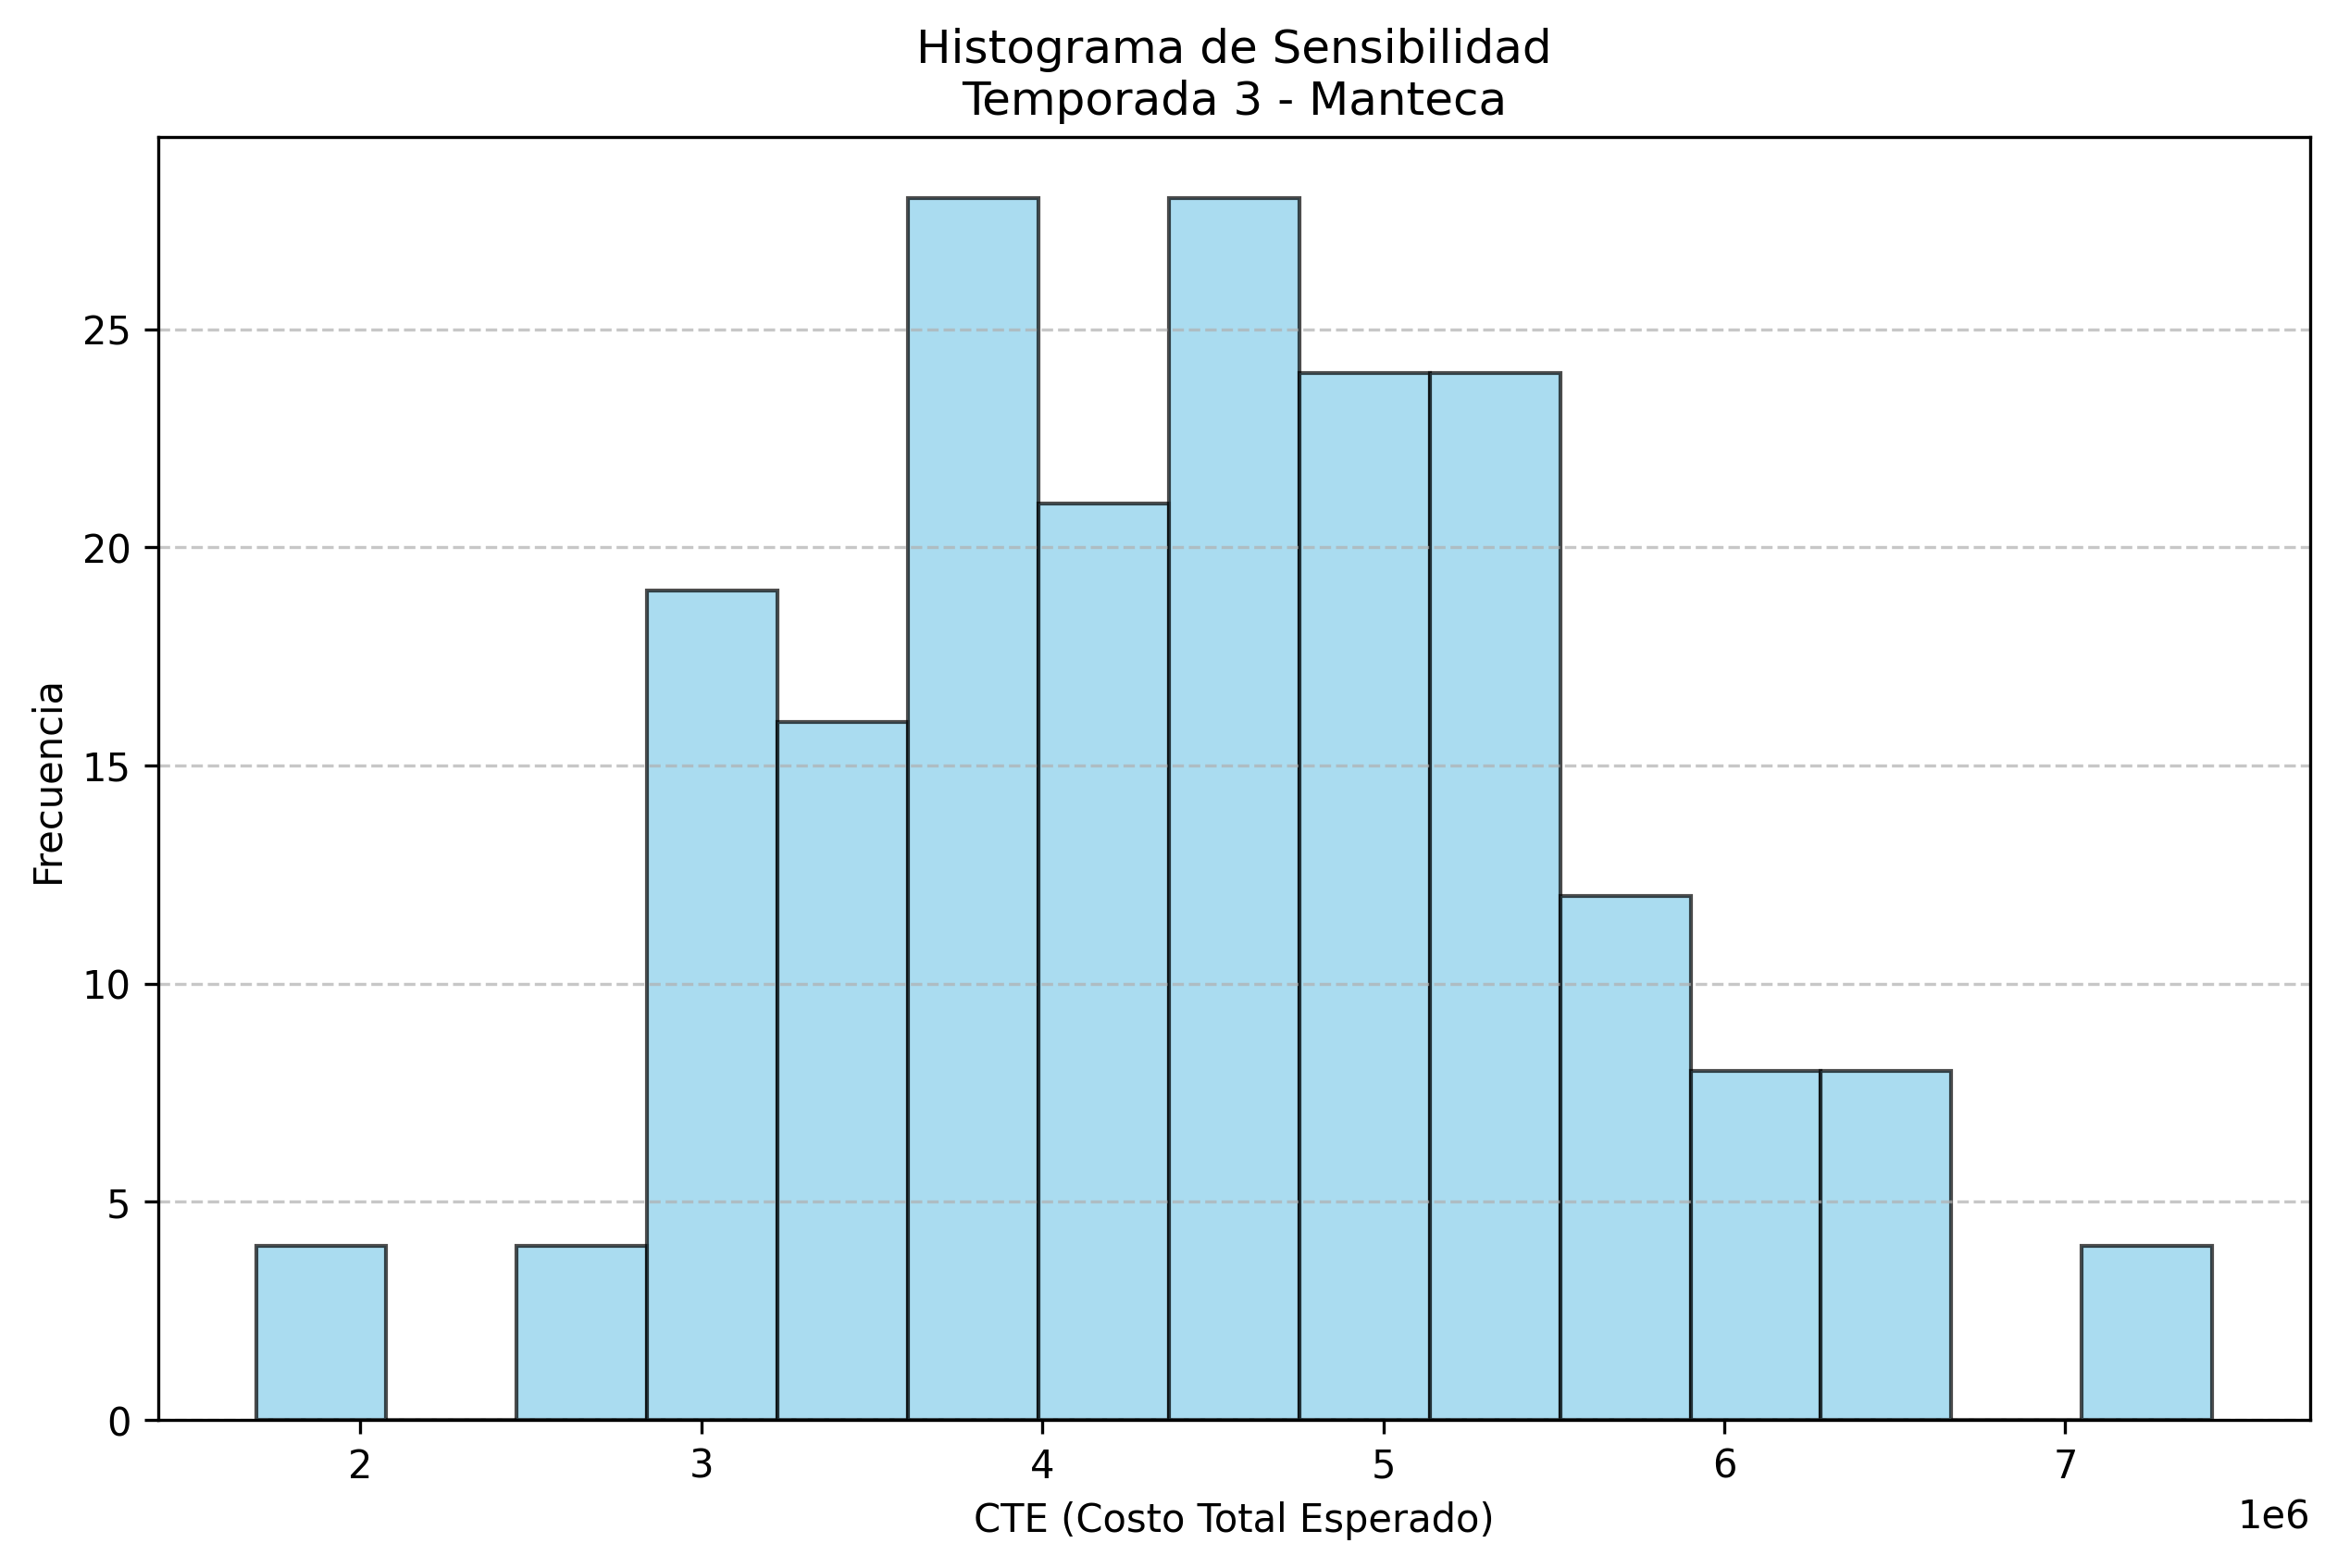 Histograma de Sensibilidad
Temporada 3 - Manteca
Frecuencia
25
20
15
10
5
0
2 3 4 5 6 7
CTE (Costo Total Esperado)
1e6